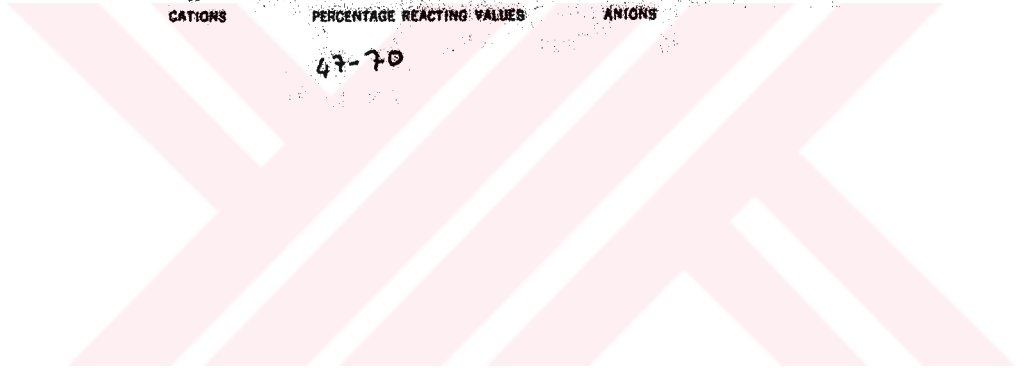 CATIONS PERCENTAGE REACTING VALUES ANIONS
47-70